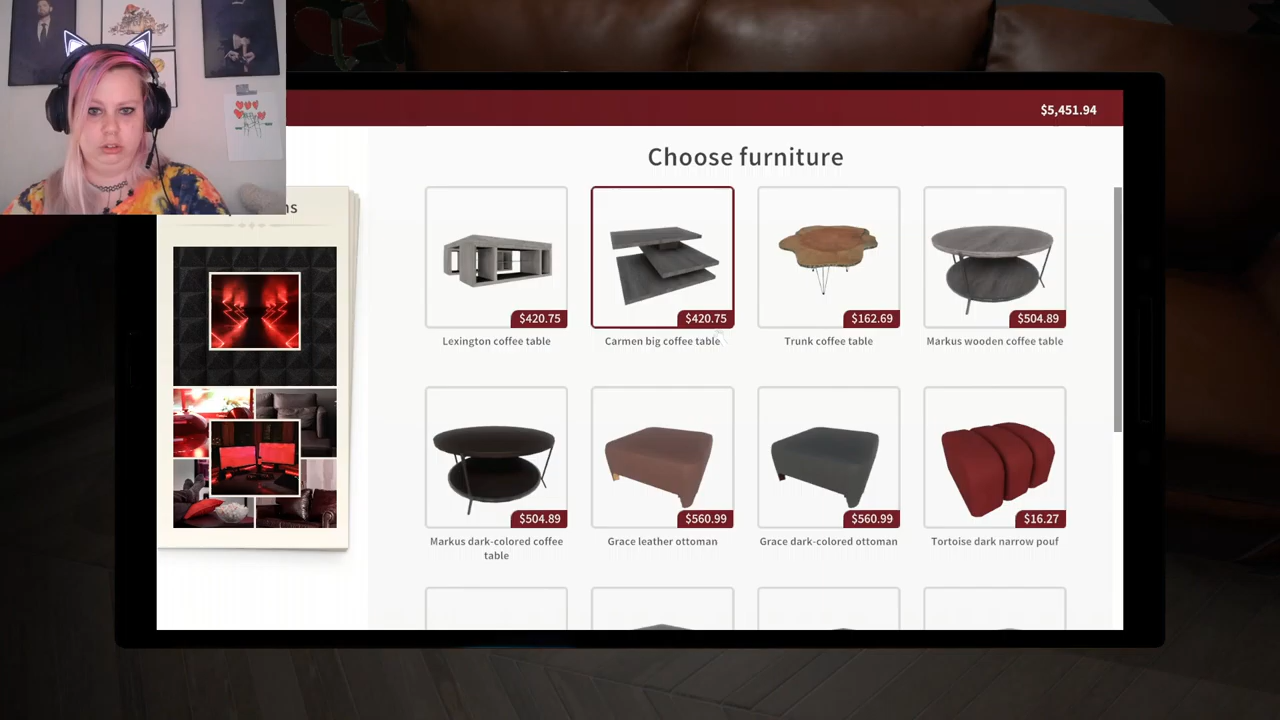 $5,451.94
Choose furniture
$420.75
$420.75
$162.69
$504.89
Lexington coffee table
Carmen big coffee table
Trunk coffee table
Markus wooden coffee table
$504.89
$560.99
$560.99
$16.27
Markus dark-colored coffee
table
Grace leather ottoman
Grace dark-colored ottoman
Tortoise dark narrow pouf